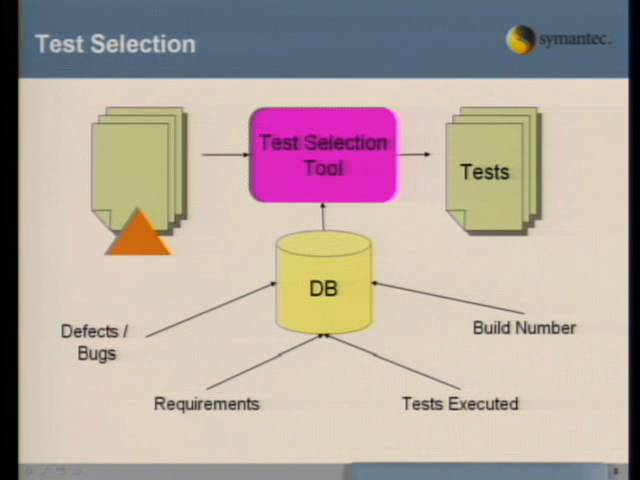 Test Selection
symantec.
Test Selection
Tool
Tests
DB
Defects /
Bugs
Build Number
Requirements
Tests Executed